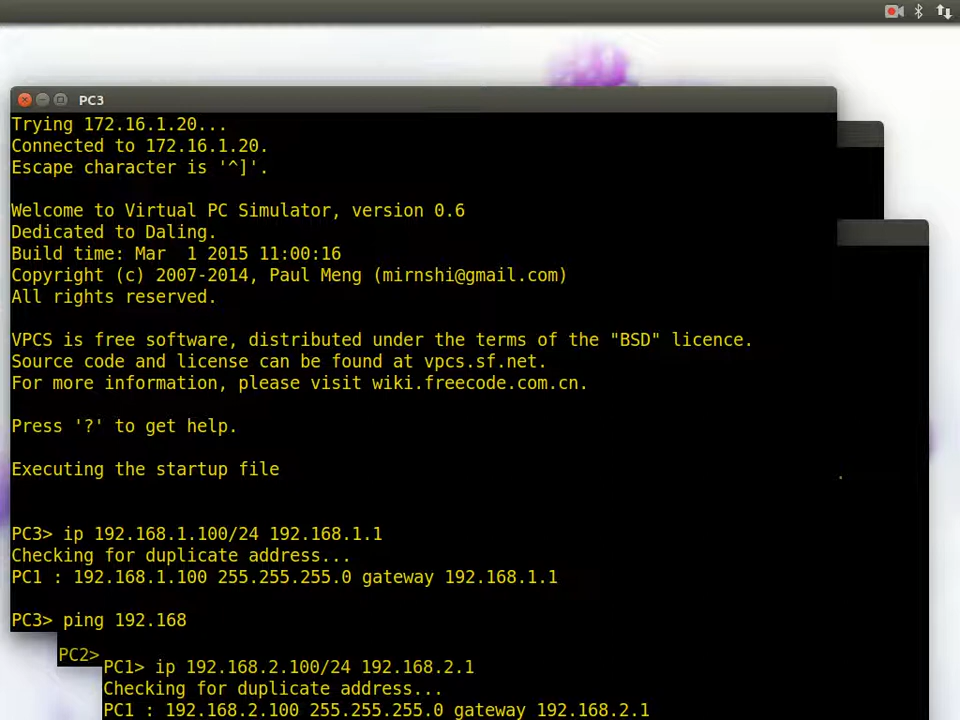 PC3
Trying 172.16.1.20...
Connected to 172.16.1.20.
Escape character is '^]'.
Welcome to Virtual PC Simulator, version 0.6
Dedicated to Daling.
Build time: Mar  1 2015 11:00:16
Copyright (c) 2007-2014, Paul Meng (mirnshi@gmail.com)
All rights reserved.
VPCS is free software, distributed under the terms of the "BSD" licence.
Source code and license can be found at vpcs.sf.net.
For more information, please visit wiki.freecode.com.cn.
Press '?' to get help.
Executing the startup file
PC3> ip 192.168.1.100/24 192.168.1.1
Checking for duplicate address...
PC1 : 192.168.1.100 255.255.255.0 gateway 192.168.1.1
PC3> ping 192.168
PC2>
PC1> ip 192.168.2.100/24 192.168.2.1
Checking for duplicate address...
PC1 : 192.168.2.100 255.255.255.0 gateway 192.168.2.1